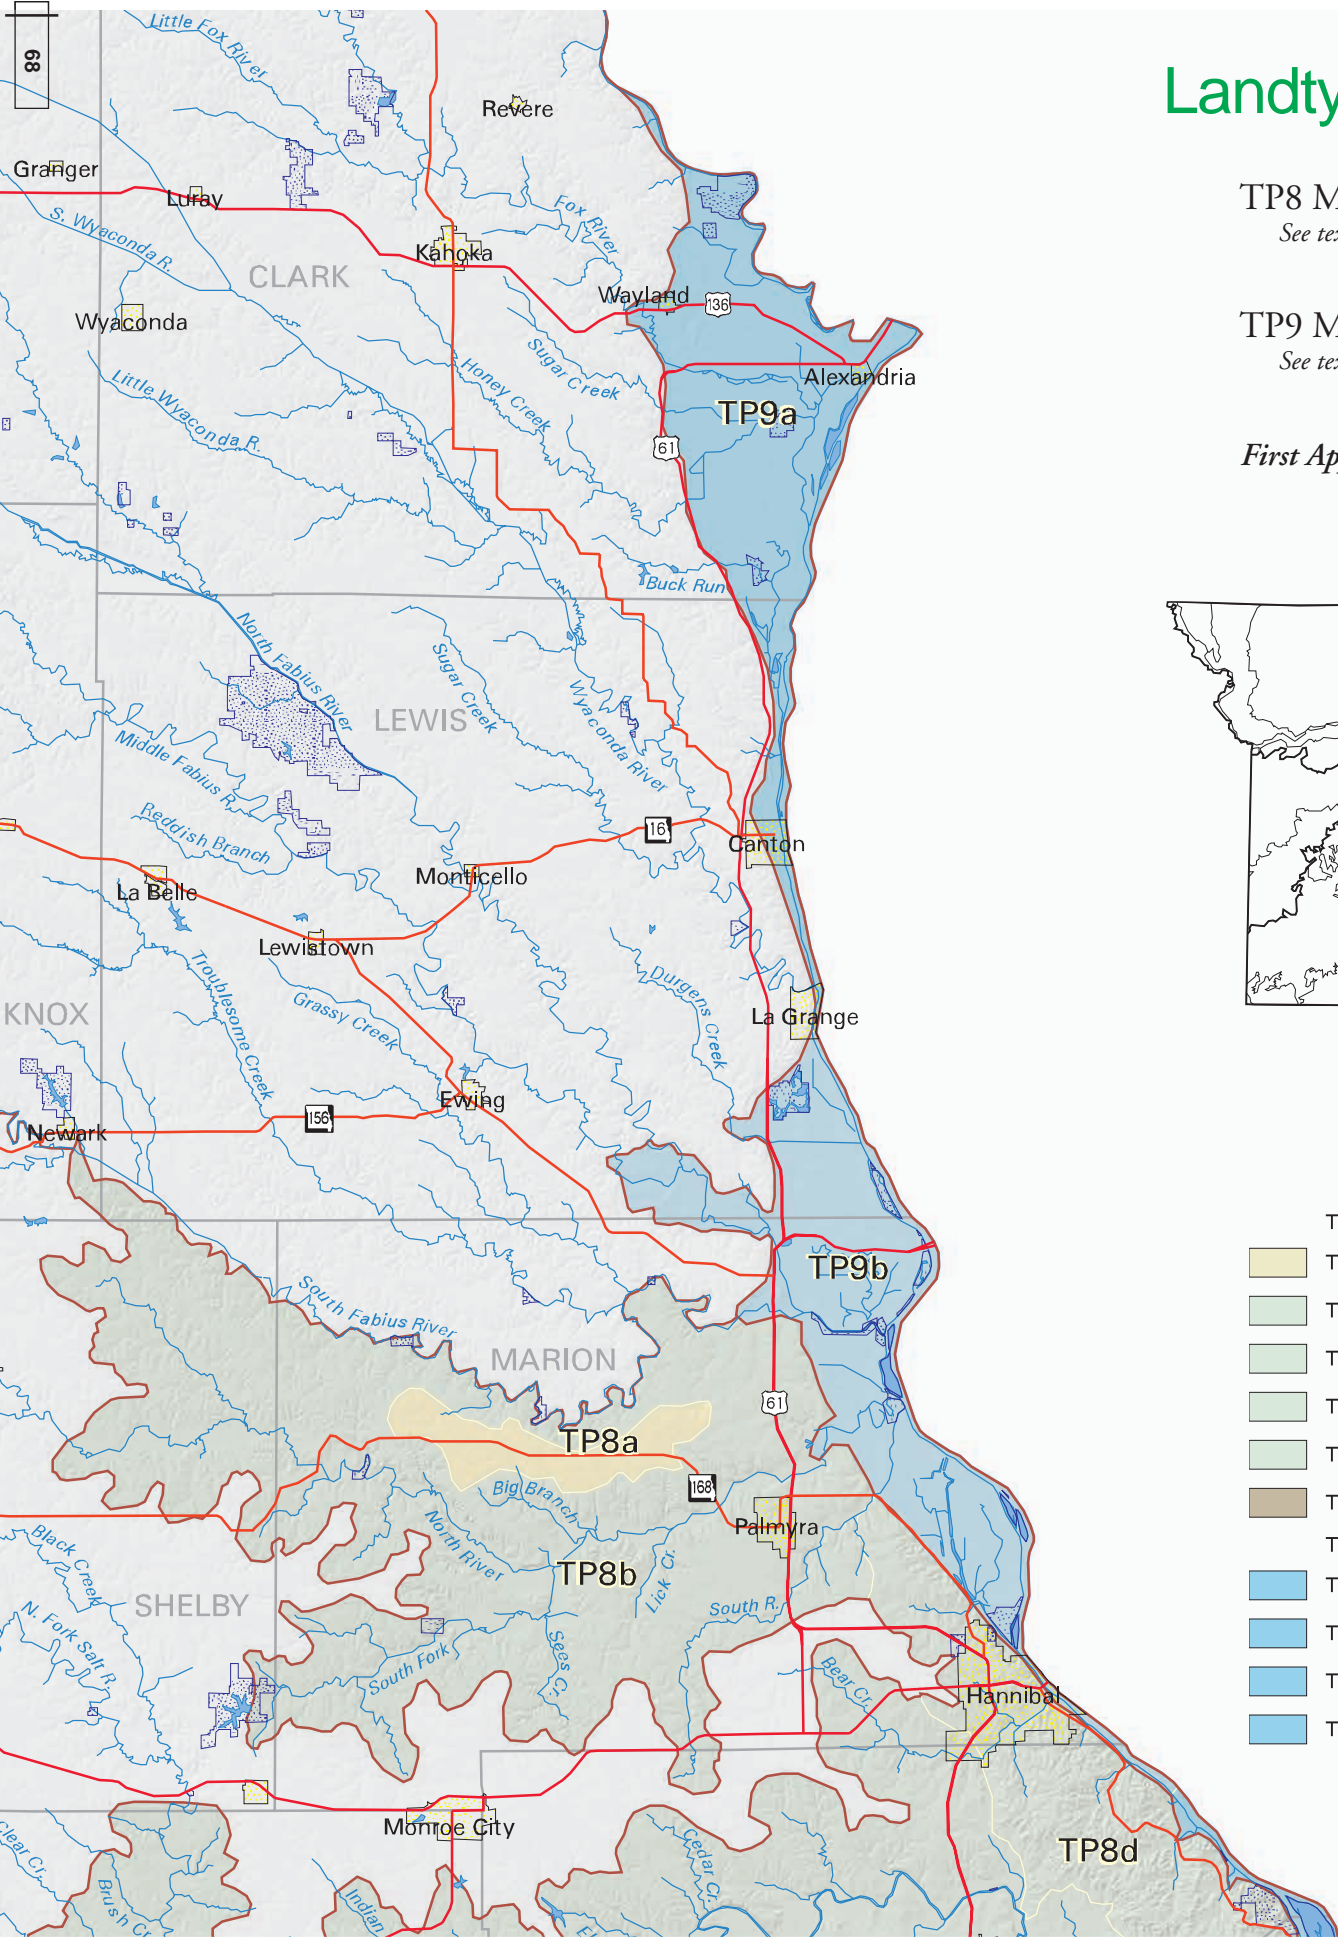 68
Landty
TP8 M
See tex
TP9 M
See tex
First Ap
Little Fox River
Revere
Granger
Luray
S. Wyaconda R.
Fox River
CLARK
Kahoka
Wayland
136
Wyaconda
Sugar Creek
Honey Creek
Alexandria
Little Wyaconda R.
TP9a
61
Buck Run
North Fabius River
Sugar Creek
Wyaconda River
LEWIS
Middle Fabius R.
Reddish Branch
16
Canton
La Belle
Monticello
Lewistown
Troublesome Creek
Grassy Creek
Durgens Creek
KNOX
La Grange
Ewing
156
Newark
TP9b
South Fabius River
MARION
61
TP8a
168
Big Branch
North River
Palmyra
Black Creek
TP8b
Lick Cr.
SHELBY
N. Fork Salt R.
South R.
Sees Cr.
South Fork
Bear Cr.
Hannibal
Monroe City
Clear Cr.
Brush Cr.
Indian
Cedar Cr.
TP8d
El
T
T
T
T
T
T
T
T
T
T
T
T